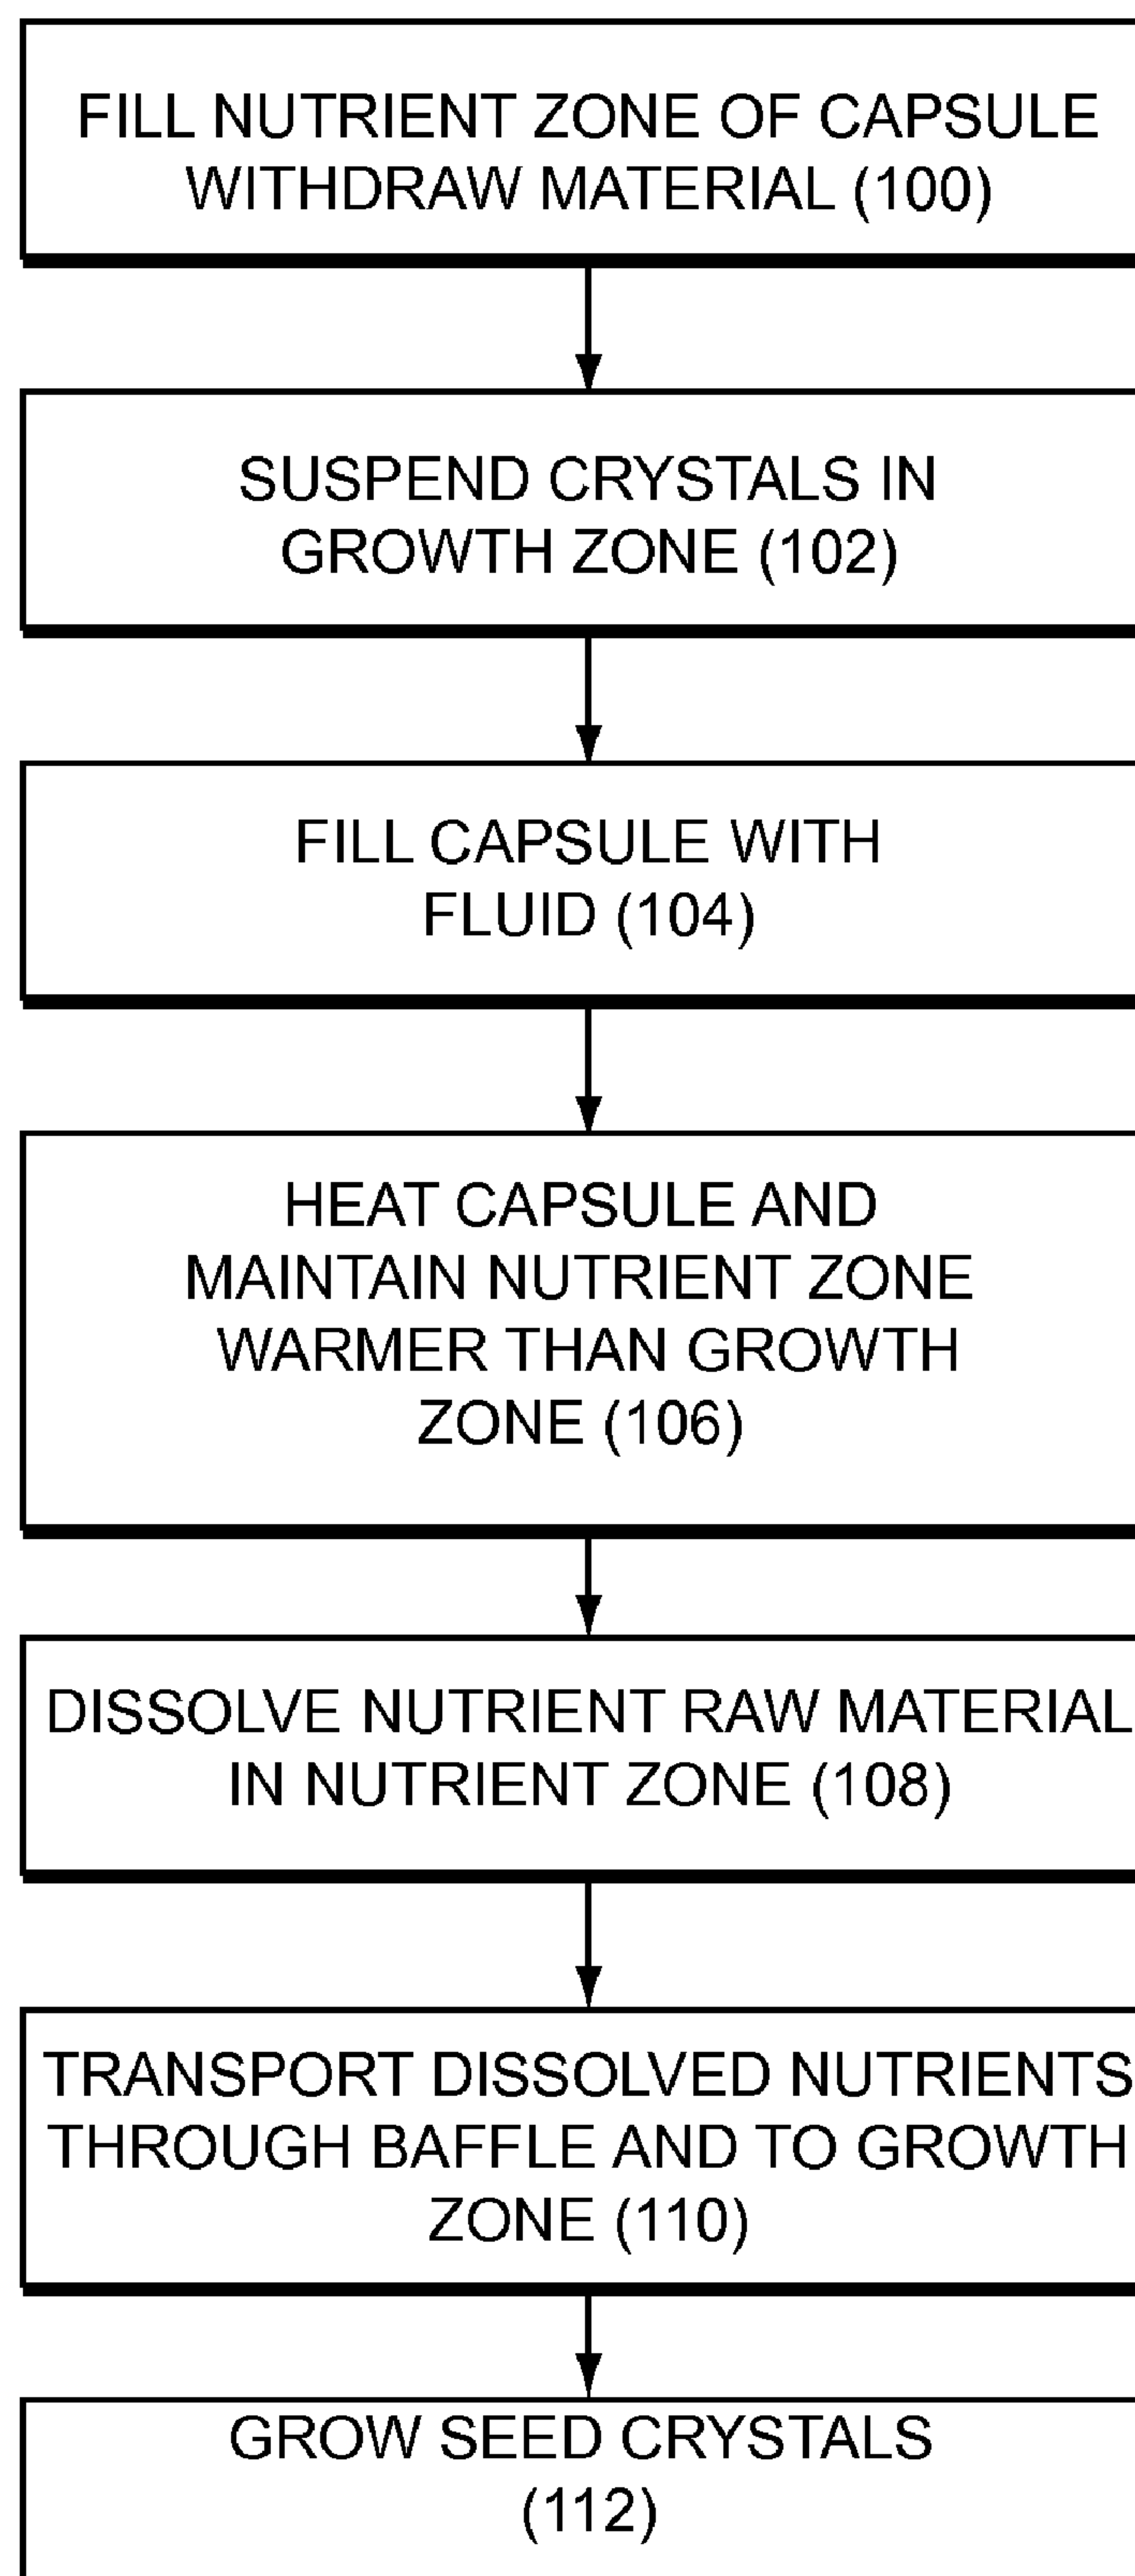 FILL NUTRIENT ZONE OF CAPSULE
WITHDRAW MATERIAL (100)
SUSPEND CRYSTALS IN
GROWTH ZONE (102)
FILL CAPSULE WITH
FLUID (104)
HEAT CAPSULE AND
MAINTAIN NUTRIENT ZONE
WARMER THAN GROWTH
ZONE (106)
DISSOLVE NUTRIENT RAW MATERIAL
IN NUTRIENT ZONE (108)
TRANSPORT DISSOLVED NUTRIENTS
THROUGH BAFFLE AND TO GROWTH
ZONE (110)
GROW SEED CRYSTALS
(112)